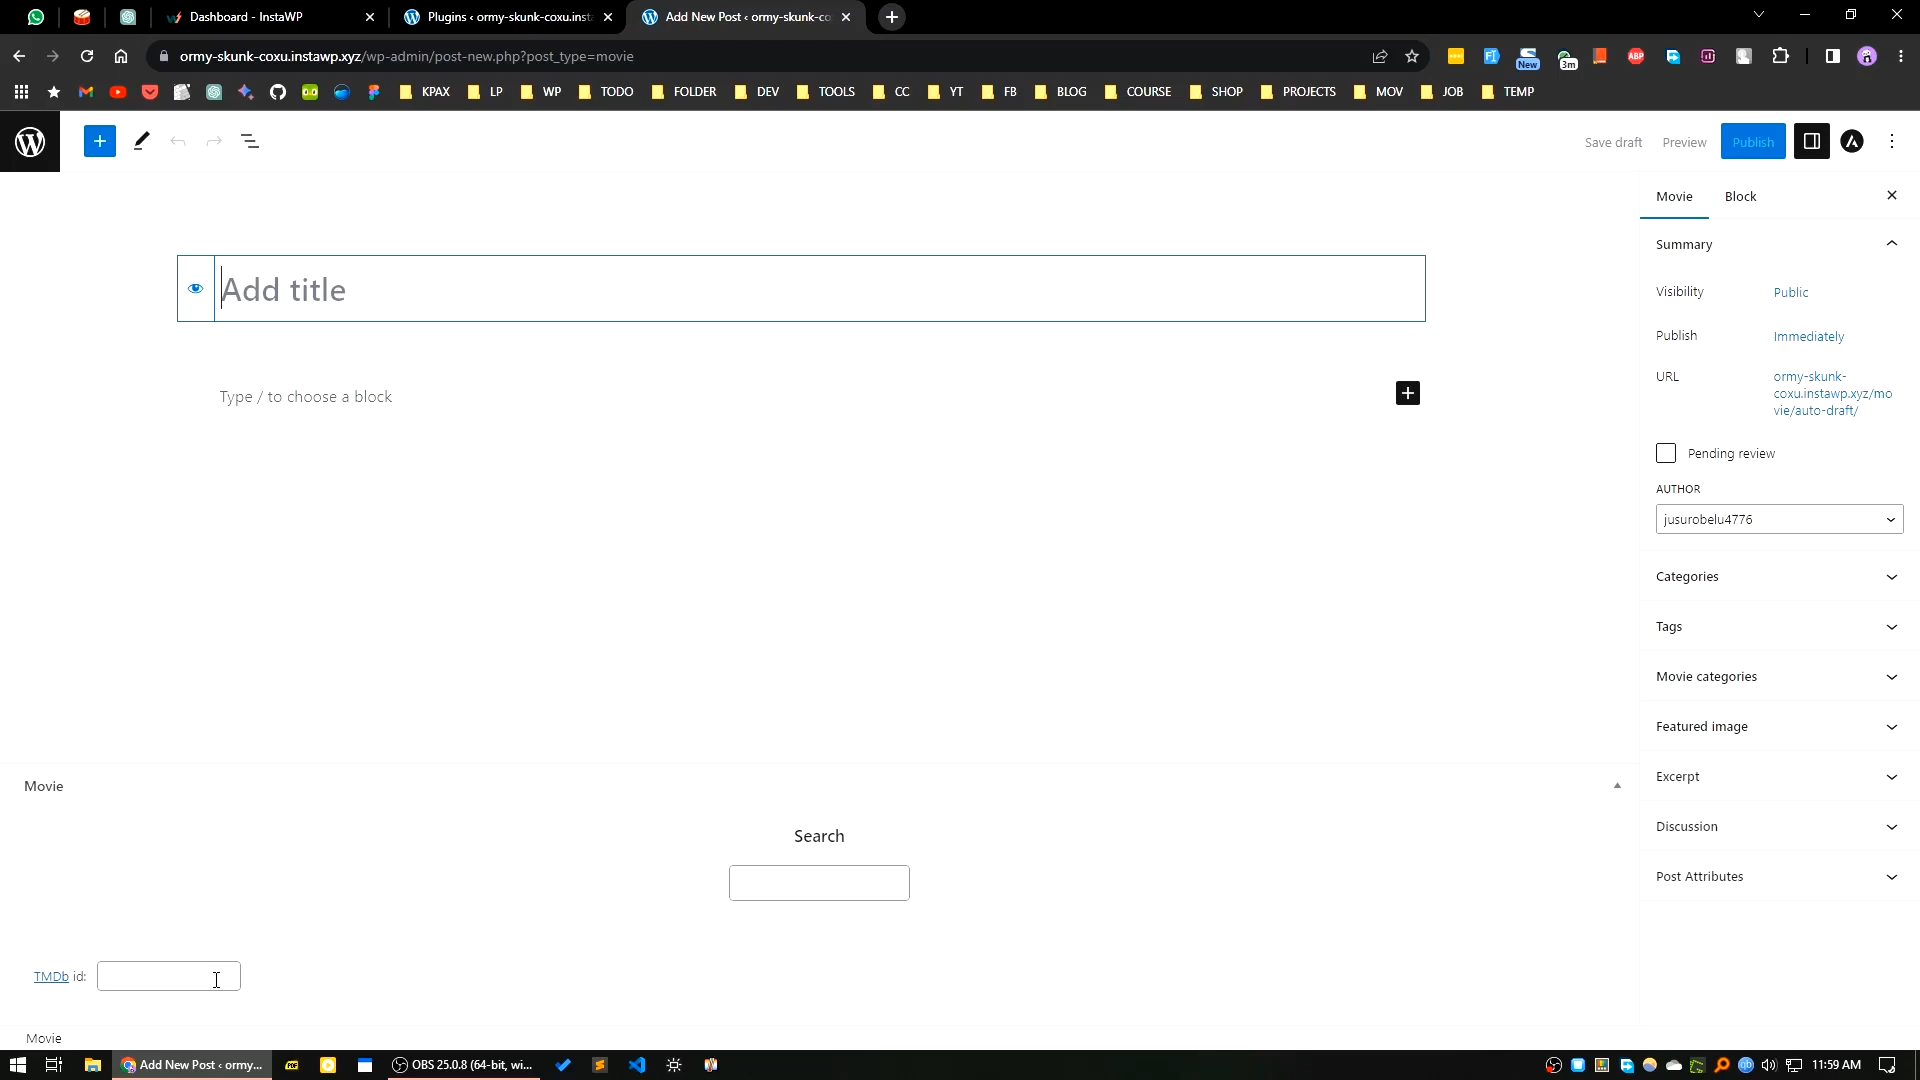 Dashboard - InstaWP
Plugins ‹ ormy-skunk-coxu.insta
Add New Post ‹ ormy-skunk-co
ormy-skunk-coxu.instawp.xyz/wp-admin/post-new.php?post_type=movie
New
3m
ABP
KPAX
LP
WP
TODO
FOLDER
DEV
TOOLS
CC
YT
FB
BLOG
COURSE
SHOP
PROJECTS
MOV
JOB
TEMP
Save draft
Preview
Publish
Movie
Block
Summary
Add title
Visibility
Public
Publish
Immediately
URL
ormy-skunk-
coxu.instawp.xyz/mo
vie/auto-draft/
Type / to choose a block
Pending review
AUTHOR
jusurobelu4776
Categories
Tags
Movie categories
Featured image
Excerpt
Discussion
Post Attributes
Movie
Search
TMDb id:
Movie
Add New Post ‹ ormy...
OBS 25.0.8 (64-bit, wi...
11:59 AM